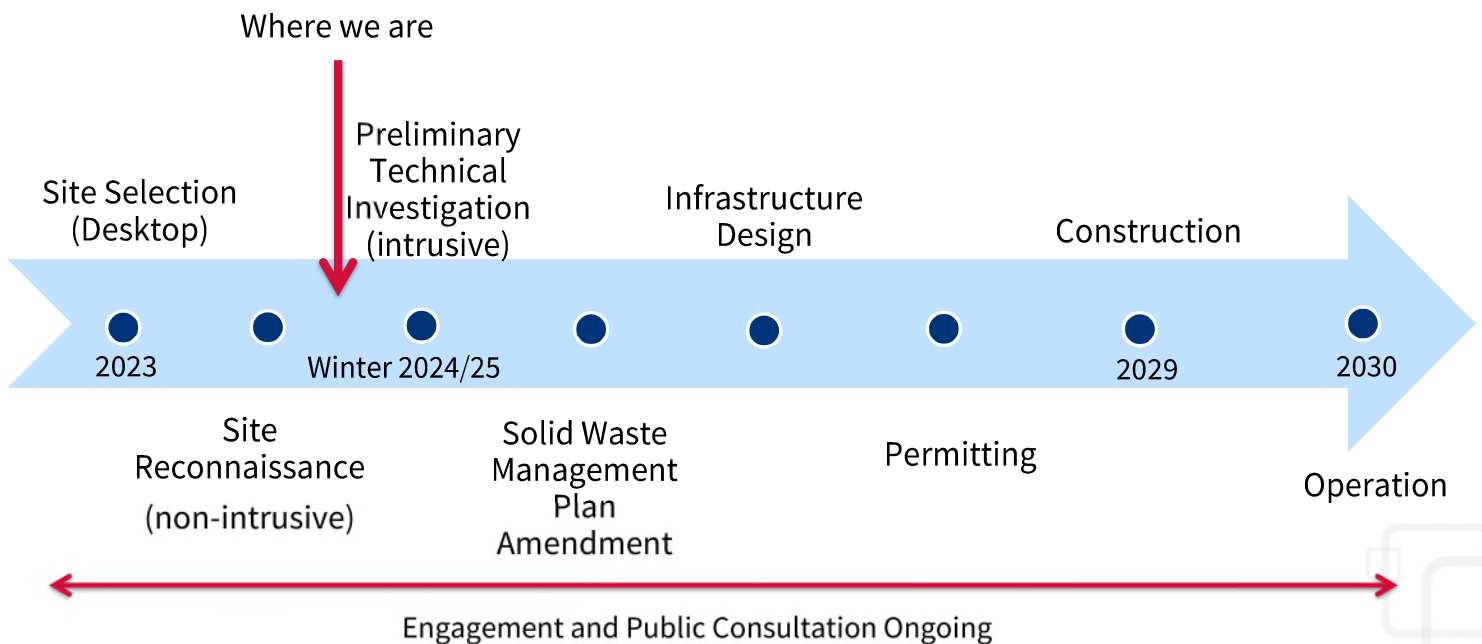 Where we are
Preliminary
Technical
Investigation
(intrusive)
Site Selection
(Desktop)
Infrastructure
Design
Construction
2023
Winter 2024/25
2029
2030
Site
Reconnaissance
(non-intrusive)
Solid Waste
Management
Plan
Amendment
Permitting
Operation
Engagement and Public Consultation Ongoing